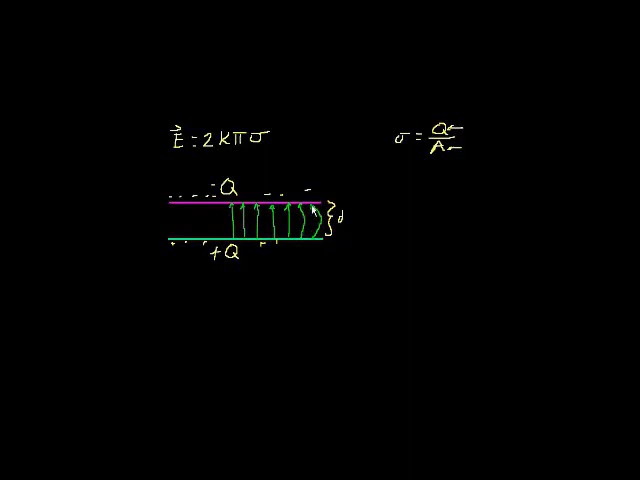 E = 2Kπσ
σ = Q/A
-Q
d
+Q